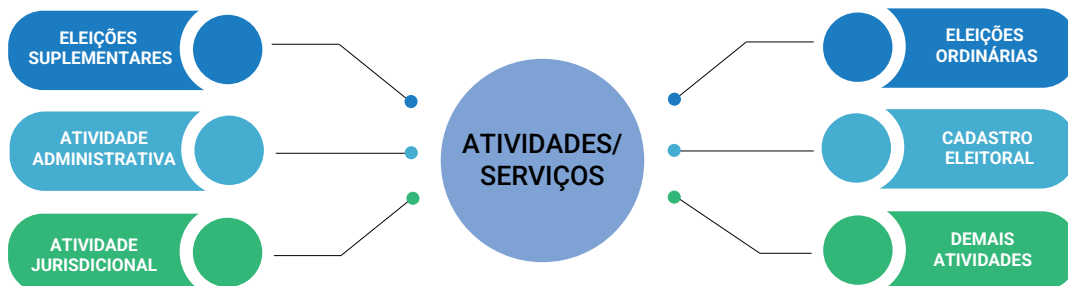 ELEIÇÕES
SUPLEMENTARES
ATIVIDADE
ADMINISTRATIVA
ATIVIDADE
JURISDICIONAL
ATIVIDADES/
SERVIÇOS
ELEIÇÕES
ORDINÁRIAS
CADASTRO
ELEITORAL
DEMAIS
ATIVIDADES